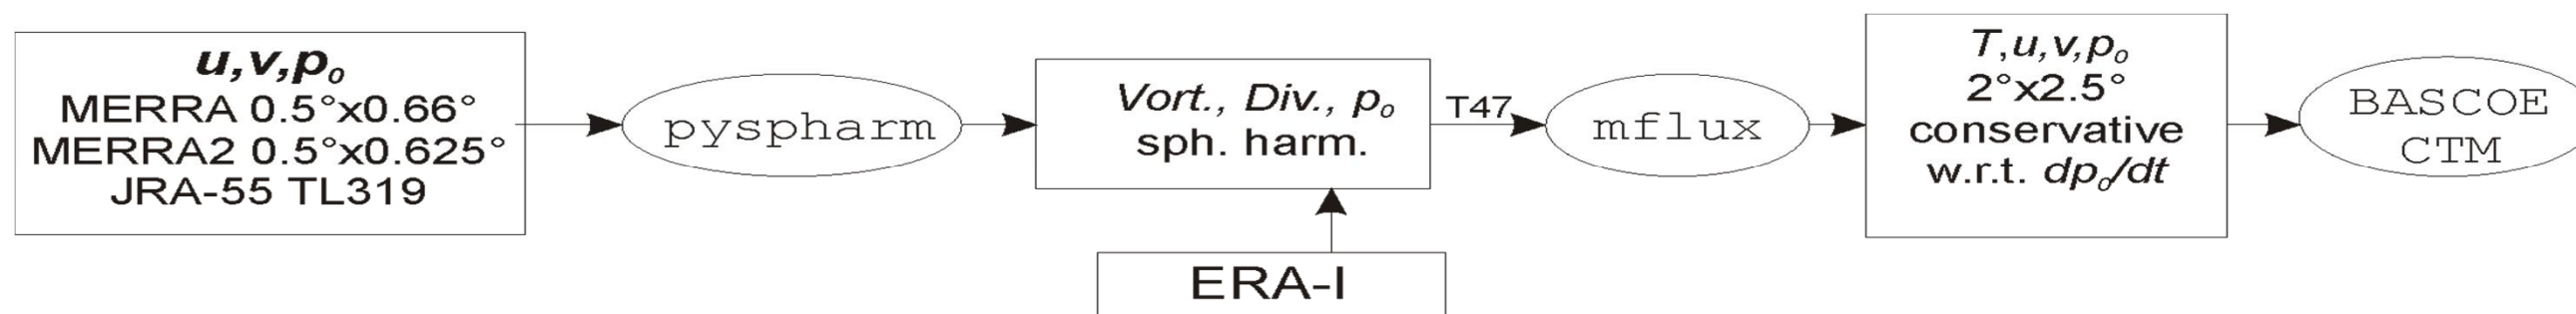 u,v,p₀
MERRA 0.5°x0.66°
MERRA2 0.5°x0.625°
JRA-55 TL319
pyspharm
Vort., Div., p₀
sph. harm.
T47
mflux
T,u,v,p₀
2°x2.5°
conservative
w.r.t. dp₀/dt
BASCOE
CTM
ERA-I